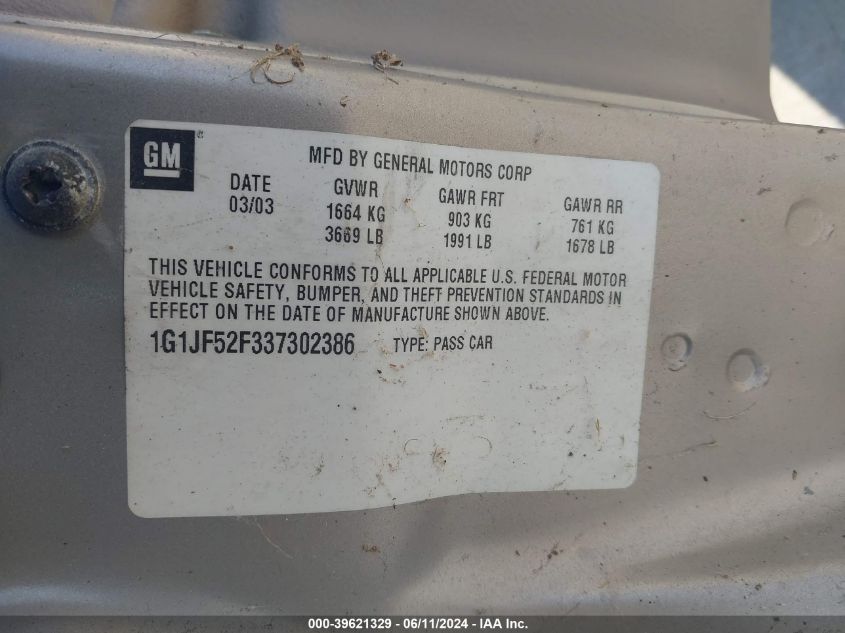 GM ®
MFD BY GENERAL MOTORS CORP
DATE GVWR GAWR FRT GAWR RR
03/03 1664 KG 903 KG 761 KG
3669 LB 1991 LB 1678 LB
THIS VEHICLE CONFORMS TO ALL APPLICABLE U.S. FEDERAL MOTOR
VEHICLE SAFETY, BUMPER, AND THEFT PREVENTION STANDARDS IN
EFFECT ON THE DATE OF MANUFACTURE SHOWN ABOVE.
1G1JF52F337302386 TYPE: PASS CAR
000-39621329 - 06/11/2024 - IAA Inc.